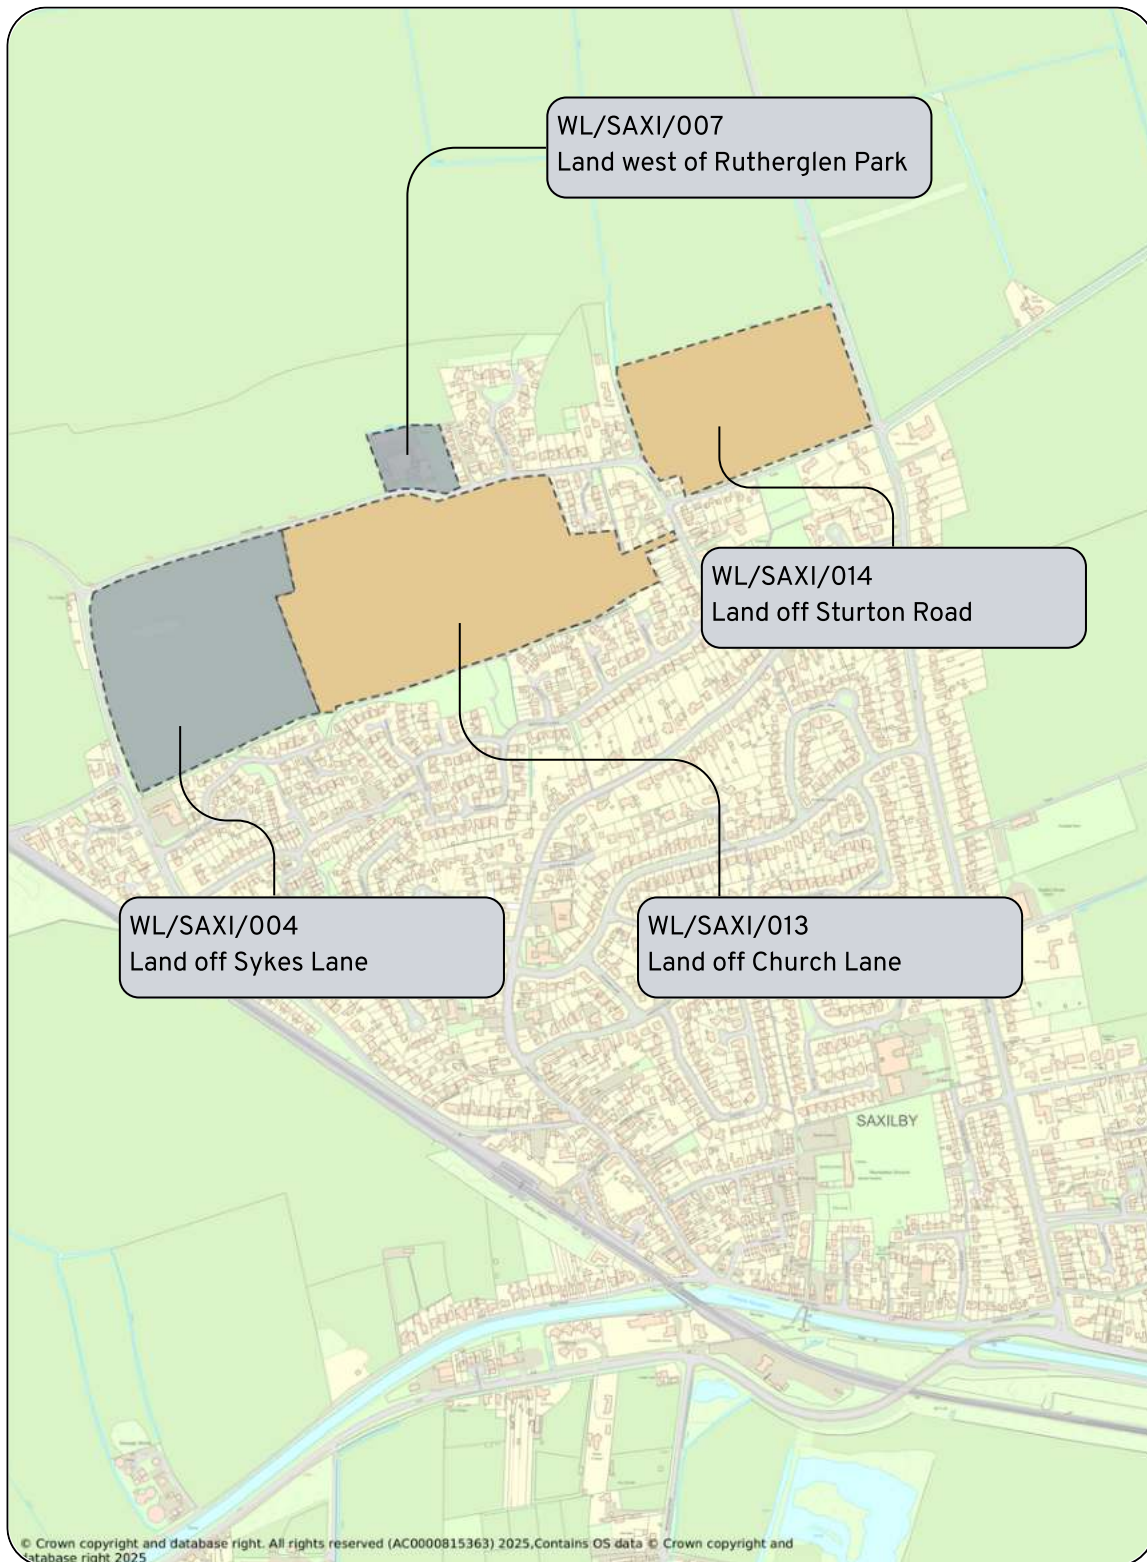 WL/SAXI/007
Land west of Rutherglen Park
WL/SAXI/014
Land off Sturton Road
WL/SAXI/004
Land off Sykes Lane
WL/SAXI/013
Land off Church Lane
SAXILBY
© Crown copyright and database right. All rights reserved (AC0000815363) 2025,Contains OS data © Crown copyright and
database right 2025